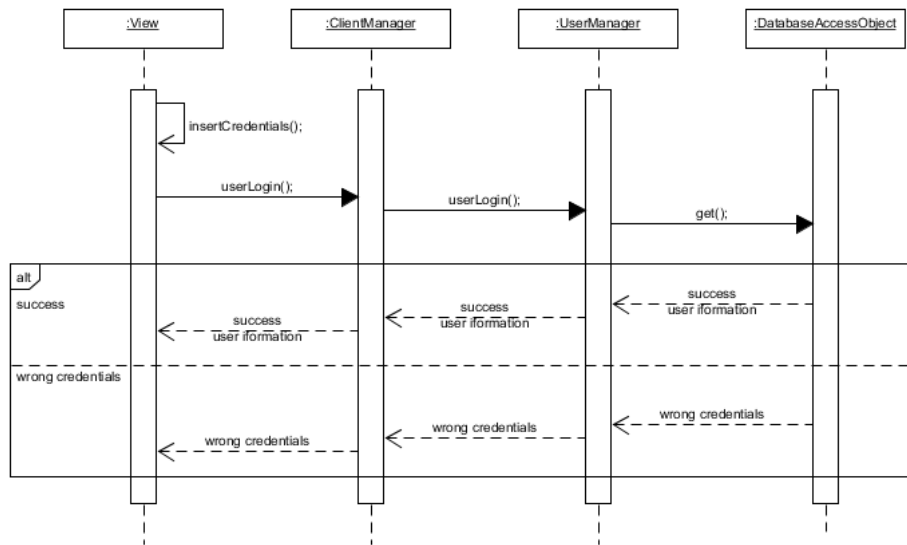 :View
:ClientManager
:UserManager
:DatabaseAccessObject
insertCredentials();
userLogin();
userLogin();
get();
alt
success
success
user iformation
success
user iformation
success
user iformation
wrong credentials
wrong credentials
wrong credentials
wrong credentials